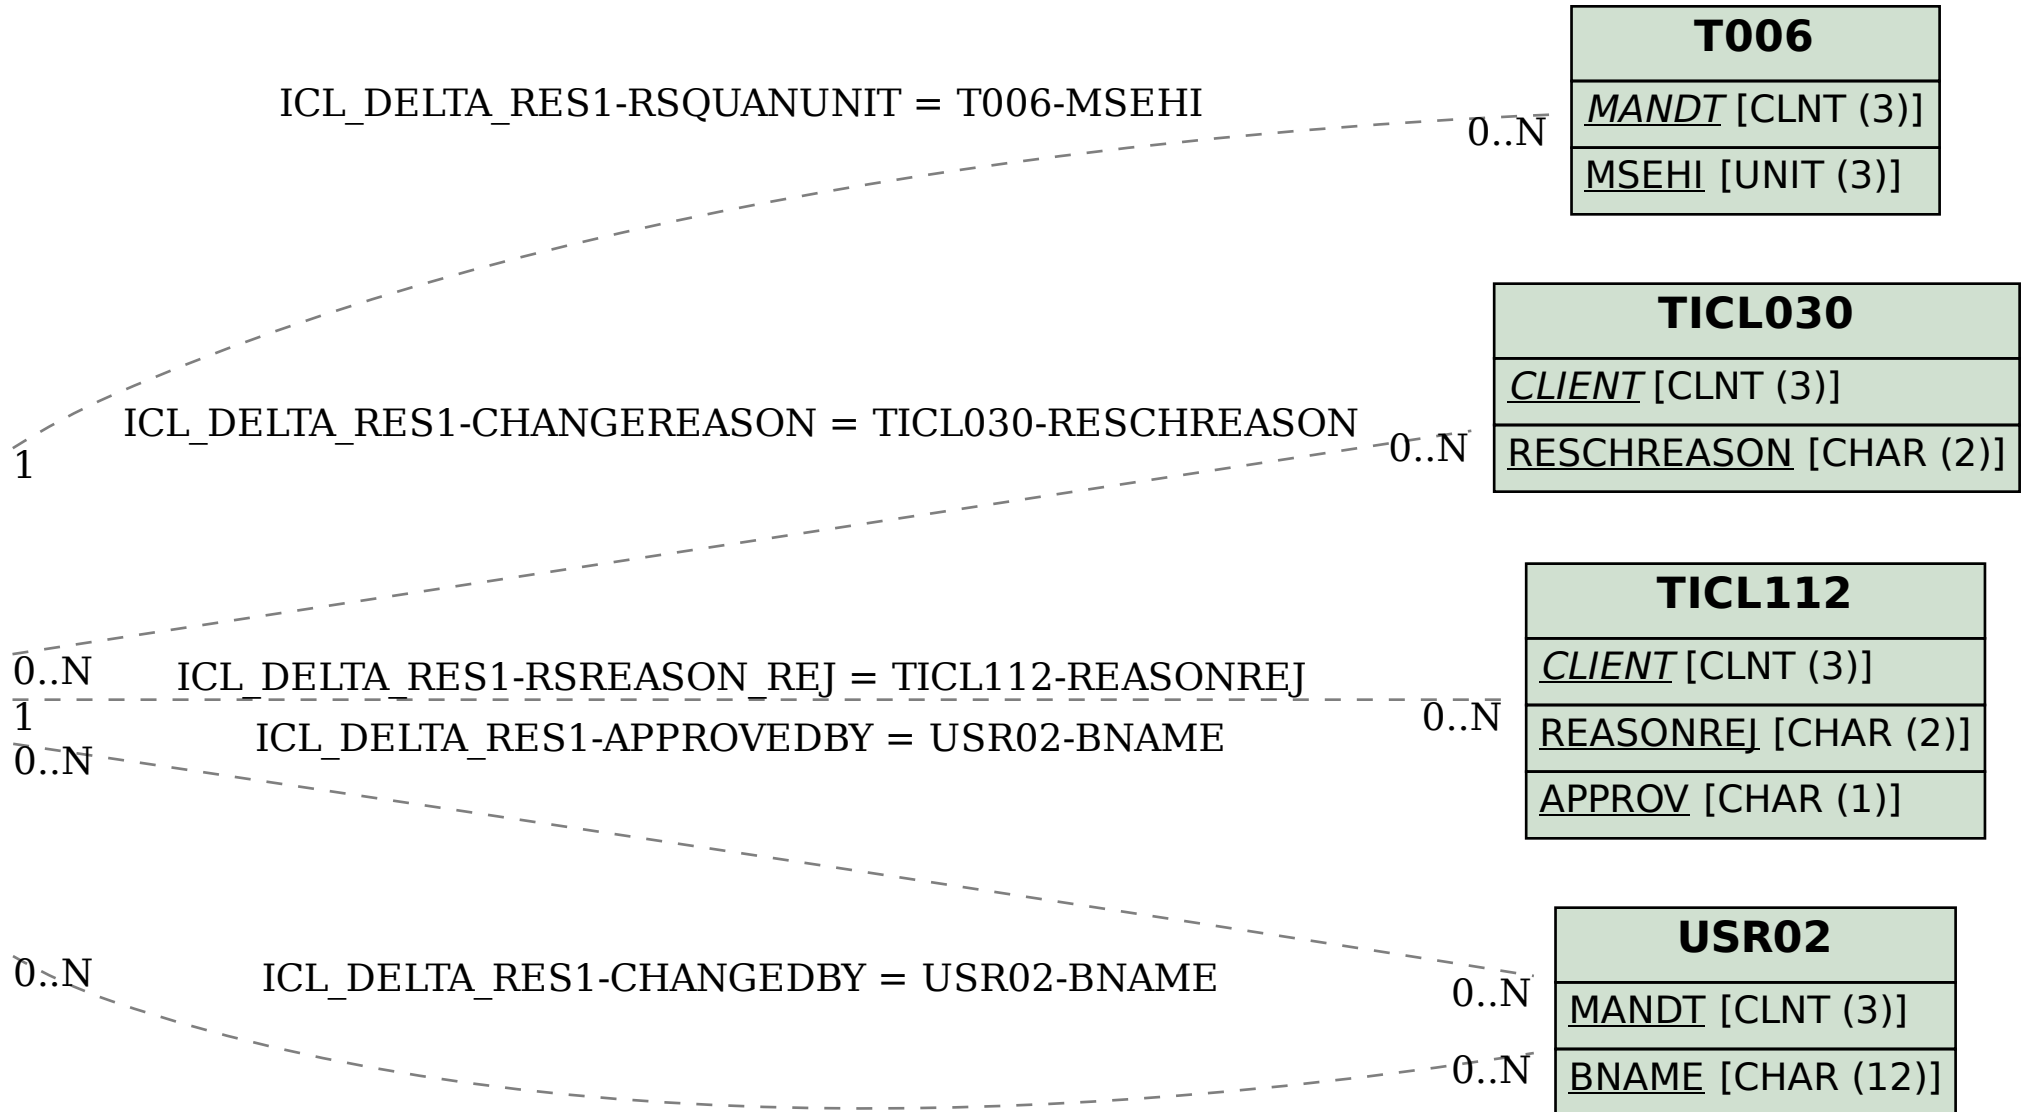 T006
ICL_DELTA_RES1-RSQUANUNIT = T006-MSEHI
0..N
MANDT [CLNT (3)]
MSEHI [UNIT (3)]
TICL030
CLIENT [CLNT (3)]
ICL_DELTA_RES1-CHANGEREASON = TICL030-RESCHREASON
0..N
RESCHREASON [CHAR (2)]
1
TICL112
CLIENT [CLNT (3)]
0..N
ICL_DELTA_RES1-RSREASON_REJ = TICL112-REASONREJ
1
0..N
REASONREJ [CHAR (2)]
ICL_DELTA_RES1-APPROVEDBY = USR02-BNAME
0..N
APPROV [CHAR (1)]
USR02
0..N
ICL_DELTA_RES1-CHANGEDBY = USR02-BNAME
0..N
MANDT [CLNT (3)]
0..N
BNAME [CHAR (12)]